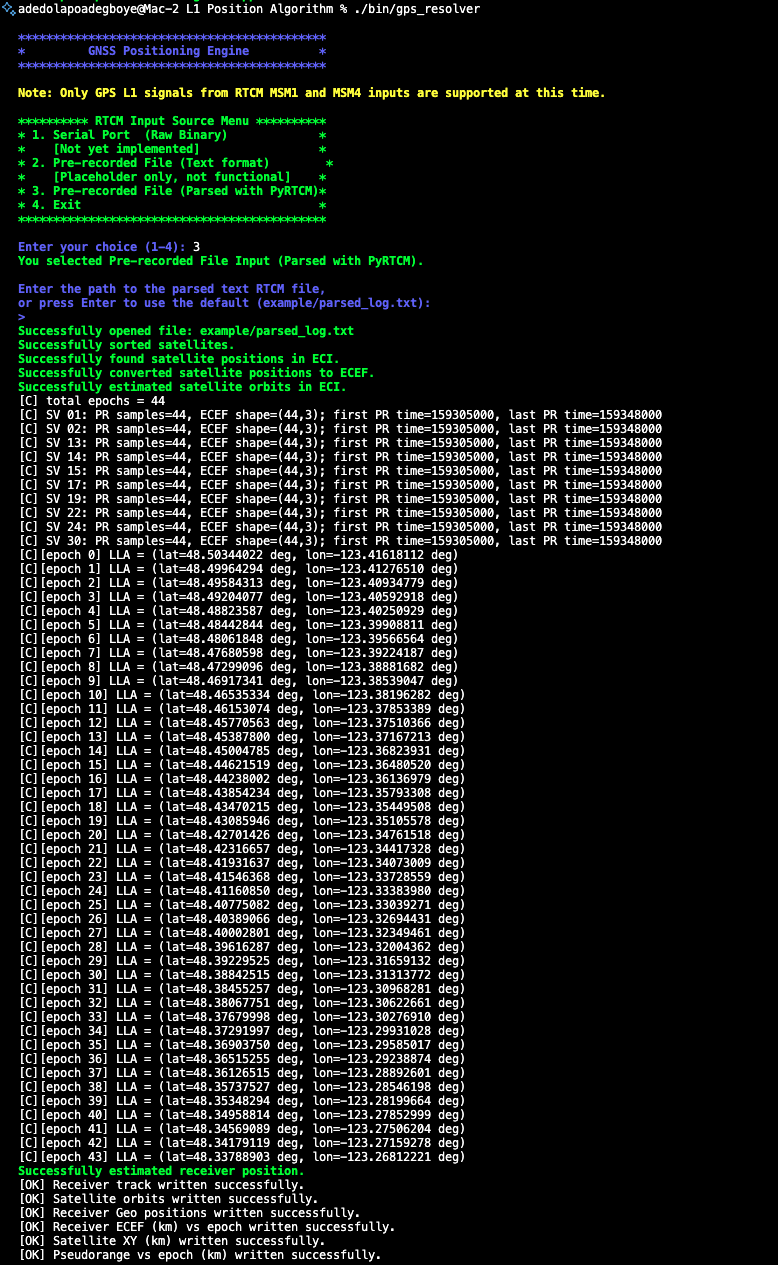 adedolapoadegboye@Mac-2 L1 Position Algorithm % ./bin/gps_resolver
********************************************
*         GNSS Positioning Engine          *
********************************************
Note: Only GPS L1 signals from RTCM MSM1 and MSM4 inputs are supported at this time.
********** RTCM Input Source Menu **********
* 1. Serial Port  (Raw Binary)             *
*    [Not yet implemented]                 *
* 2. Pre-recorded File (Text format)        *
*    [Placeholder only, not functional]    *
* 3. Pre-recorded File (Parsed with PyRTCM)*
* 4. Exit                                  *
********************************************
Enter your choice (1-4): 3
You selected Pre-recorded File Input (Parsed with PyRTCM).
Enter the path to the parsed text RTCM file,
or press Enter to use the default (example/parsed_log.txt):
>
Successfully opened file: example/parsed_log.txt
Successfully sorted satellites.
Successfully found satellite positions in ECI.
Successfully converted satellite positions to ECEF.
Successfully estimated satellite orbits in ECI.
[C] total epochs = 44
[C] SV 01: PR samples=44, ECEF shape=(44,3); first PR time=159305000, last PR time=159348000
[C] SV 02: PR samples=44, ECEF shape=(44,3); first PR time=159305000, last PR time=159348000
[C] SV 13: PR samples=44, ECEF shape=(44,3); first PR time=159305000, last PR time=159348000
[C] SV 14: PR samples=44, ECEF shape=(44,3); first PR time=159305000, last PR time=159348000
[C] SV 15: PR samples=44, ECEF shape=(44,3); first PR time=159305000, last PR time=159348000
[C] SV 17: PR samples=44, ECEF shape=(44,3); first PR time=159305000, last PR time=159348000
[C] SV 19: PR samples=44, ECEF shape=(44,3); first PR time=159305000, last PR time=159348000
[C] SV 22: PR samples=44, ECEF shape=(44,3); first PR time=159305000, last PR time=159348000
[C] SV 24: PR samples=44, ECEF shape=(44,3); first PR time=159305000, last PR time=159348000
[C] SV 30: PR samples=44, ECEF shape=(44,3); first PR time=159305000, last PR time=159348000
[C][epoch 0] LLA = (lat=48.50344022 deg, lon=-123.41618112 deg)
[C][epoch 1] LLA = (lat=48.49964294 deg, lon=-123.41276510 deg)
[C][epoch 2] LLA = (lat=48.49584313 deg, lon=-123.40934779 deg)
[C][epoch 3] LLA = (lat=48.49204077 deg, lon=-123.40592918 deg)
[C][epoch 4] LLA = (lat=48.48823587 deg, lon=-123.40250929 deg)
[C][epoch 5] LLA = (lat=48.48442844 deg, lon=-123.39908811 deg)
[C][epoch 6] LLA = (lat=48.48061848 deg, lon=-123.39566564 deg)
[C][epoch 7] LLA = (lat=48.47680598 deg, lon=-123.39224187 deg)
[C][epoch 8] LLA = (lat=48.47299096 deg, lon=-123.38881682 deg)
[C][epoch 9] LLA = (lat=48.46917341 deg, lon=-123.38539047 deg)
[C][epoch 10] LLA = (lat=48.46535334 deg, lon=-123.38196282 deg)
[C][epoch 11] LLA = (lat=48.46153074 deg, lon=-123.37853389 deg)
[C][epoch 12] LLA = (lat=48.45770563 deg, lon=-123.37510366 deg)
[C][epoch 13] LLA = (lat=48.45387800 deg, lon=-123.37167213 deg)
[C][epoch 14] LLA = (lat=48.45004785 deg, lon=-123.36823931 deg)
[C][epoch 15] LLA = (lat=48.44621519 deg, lon=-123.36480520 deg)
[C][epoch 16] LLA = (lat=48.44238002 deg, lon=-123.36136979 deg)
[C][epoch 17] LLA = (lat=48.43854234 deg, lon=-123.35793308 deg)
[C][epoch 18] LLA = (lat=48.43470215 deg, lon=-123.35449508 deg)
[C][epoch 19] LLA = (lat=48.43085946 deg, lon=-123.35105578 deg)
[C][epoch 20] LLA = (lat=48.42701426 deg, lon=-123.34761518 deg)
[C][epoch 21] LLA = (lat=48.42316657 deg, lon=-123.34417328 deg)
[C][epoch 22] LLA = (lat=48.41931637 deg, lon=-123.34073009 deg)
[C][epoch 23] LLA = (lat=48.41546368 deg, lon=-123.33728559 deg)
[C][epoch 24] LLA = (lat=48.41160850 deg, lon=-123.33383980 deg)
[C][epoch 25] LLA = (lat=48.40775082 deg, lon=-123.33039271 deg)
[C][epoch 26] LLA = (lat=48.40389066 deg, lon=-123.32694431 deg)
[C][epoch 27] LLA = (lat=48.40002801 deg, lon=-123.32349461 deg)
[C][epoch 28] LLA = (lat=48.39616287 deg, lon=-123.32004362 deg)
[C][epoch 29] LLA = (lat=48.39229525 deg, lon=-123.31659132 deg)
[C][epoch 30] LLA = (lat=48.38842515 deg, lon=-123.31313772 deg)
[C][epoch 31] LLA = (lat=48.38455257 deg, lon=-123.30968281 deg)
[C][epoch 32] LLA = (lat=48.38067751 deg, lon=-123.30622661 deg)
[C][epoch 33] LLA = (lat=48.37679998 deg, lon=-123.30276910 deg)
[C][epoch 34] LLA = (lat=48.37291997 deg, lon=-123.29931028 deg)
[C][epoch 35] LLA = (lat=48.36903750 deg, lon=-123.29585017 deg)
[C][epoch 36] LLA = (lat=48.36515255 deg, lon=-123.29238874 deg)
[C][epoch 37] LLA = (lat=48.36126515 deg, lon=-123.28892601 deg)
[C][epoch 38] LLA = (lat=48.35737527 deg, lon=-123.28546198 deg)
[C][epoch 39] LLA = (lat=48.35348294 deg, lon=-123.28199664 deg)
[C][epoch 40] LLA = (lat=48.34958814 deg, lon=-123.27852999 deg)
[C][epoch 41] LLA = (lat=48.34569089 deg, lon=-123.27506204 deg)
[C][epoch 42] LLA = (lat=48.34179119 deg, lon=-123.27159278 deg)
[C][epoch 43] LLA = (lat=48.33788903 deg, lon=-123.26812221 deg)
Successfully estimated receiver position.
[OK] Receiver track written successfully.
[OK] Satellite orbits written successfully.
[OK] Receiver Geo positions written successfully.
[OK] Receiver ECEF (km) vs epoch written successfully.
[OK] Satellite XY (km) written successfully.
[OK] Pseudorange vs epoch (km) written successfully.